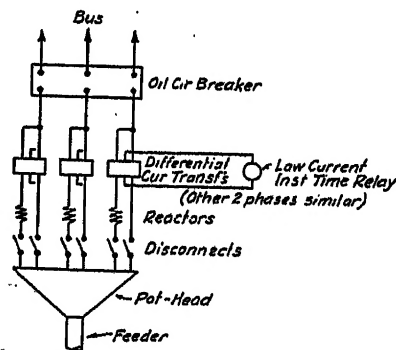 Bus
Oil Cir Breaker
Differential
Cur Transf's
Low Current
Inst Time Relay
(Other 2 phases similar)
Reactors
Disconnects
Pot-Head
Feeder